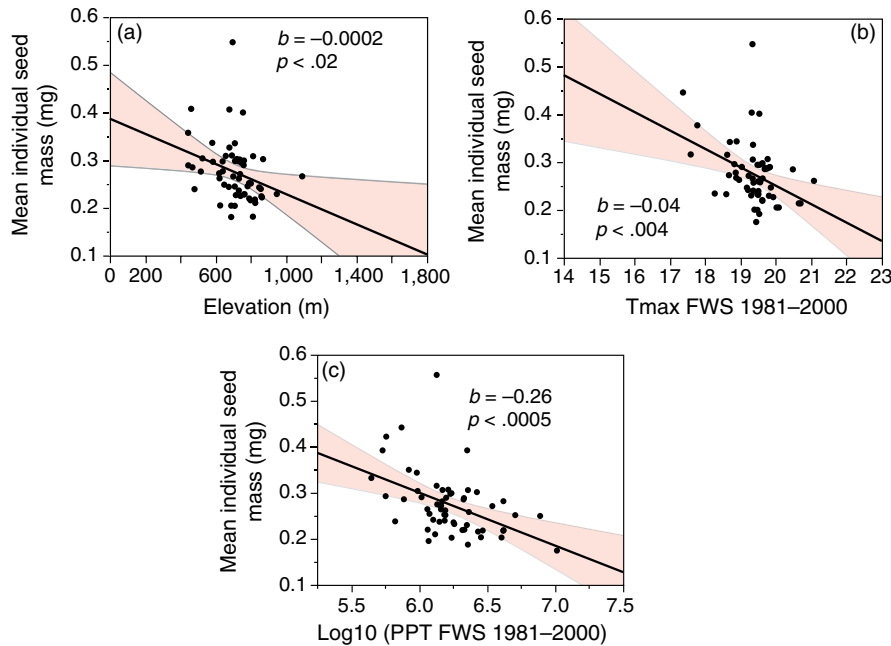 (a)
b = −0.0002
p < .02
Mean individual seed
mass (mg)
0.6
0.5
0.4
0.3
0.2
0.1
0 200 600 1,000 1,400 1,800
Elevation (m)
(b)
b = −0.04
p < .004
Mean individual seed
mass (mg)
0.6
0.5
0.4
0.3
0.2
0.1
14 15 16 17 18 19 20 21 22 23
Tmax FWS 1981–2000
(c)
b = −0.26
p < .0005
Mean individual seed
mass (mg)
0.6
0.5
0.4
0.3
0.2
0.1
5.5 6.0 6.5 7.0 7.5
Log10 (PPT FWS 1981–2000)